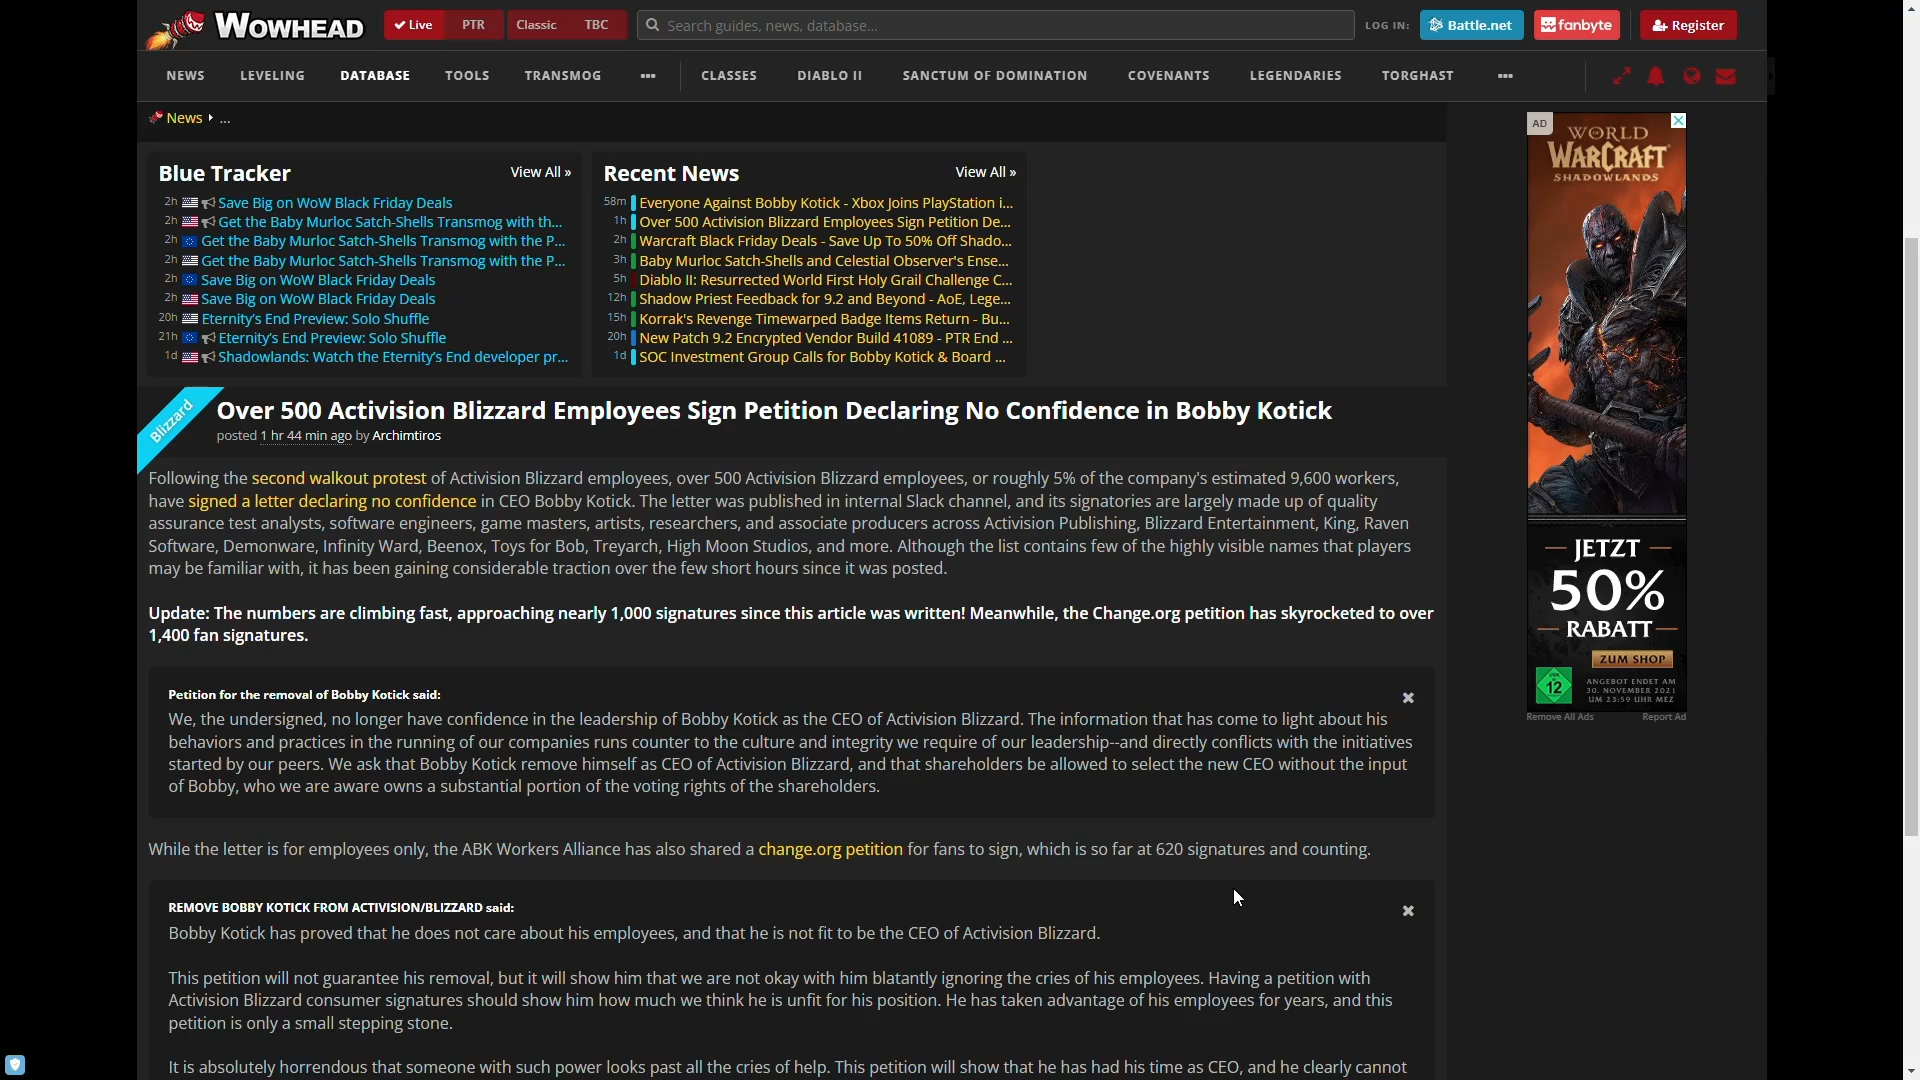 WOWHEAD
Live PTR Classic TBC
Search guides, news, database...
LOG IN:
Battle.net
fanbyte
Register
NEWS LEVELING DATABASE TOOLS TRANSMOG ••• CLASSES DIABLO II SANCTUM OF DOMINATION COVENANTS LEGENDARIES TORGHAST •••
News ...
Blue Tracker View All »
2h Save Big on WoW Black Friday Deals
2h Get the Baby Murloc Satch-Shells Transmog with th...
2h Get the Baby Murloc Satch-Shells Transmog with the P...
2h Get the Baby Murloc Satch-Shells Transmog with the P...
2h Save Big on WoW Black Friday Deals
2h Save Big on WoW Black Friday Deals
20h Eternity's End Preview: Solo Shuffle
21h Eternity's End Preview: Solo Shuffle
1d Shadowlands: Watch the Eternity's End developer pr...
Recent News View All »
58m Everyone Against Bobby Kotick - Xbox Joins PlayStation i...
1h Over 500 Activision Blizzard Employees Sign Petition De...
2h Warcraft Black Friday Deals - Save Up To 50% Off Shado...
3h Baby Murloc Satch-Shells and Celestial Observer's Ense...
5h Diablo II: Resurrected World First Holy Grail Challenge C...
12h Shadow Priest Feedback for 9.2 and Beyond - AoE, Lege...
15h Korrak's Revenge Timewarped Badge Items Return - Bu...
20h New Patch 9.2 Encrypted Vendor Build 41089 - PTR End ...
1d SOC Investment Group Calls for Bobby Kotick & Board ...
Blizzard
Over 500 Activision Blizzard Employees Sign Petition Declaring No Confidence in Bobby Kotick
posted 1 hr 44 min ago by Archimtiros
Following the second walkout protest of Activision Blizzard employees, over 500 Activision Blizzard employees, or roughly 5% of the company's estimated 9,600 workers,
have signed a letter declaring no confidence in CEO Bobby Kotick. The letter was published in internal Slack channel, and its signatories are largely made up of quality
assurance test analysts, software engineers, game masters, artists, researchers, and associate producers across Activision Publishing, Blizzard Entertainment, King, Raven
Software, Demonware, Infinity Ward, Beenox, Toys for Bob, Treyarch, High Moon Studios, and more. Although the list contains few of the highly visible names that players
may be familiar with, it has been gaining considerable traction over the few short hours since it was posted.
Update: The numbers are climbing fast, approaching nearly 1,000 signatures since this article was written! Meanwhile, the Change.org petition has skyrocketed to over
1,400 fan signatures.
Petition for the removal of Bobby Kotick said:
We, the undersigned, no longer have confidence in the leadership of Bobby Kotick as the CEO of Activision Blizzard. The information that has come to light about his
behaviors and practices in the running of our companies runs counter to the culture and integrity we require of our leadership--and directly conflicts with the initiatives
started by our peers. We ask that Bobby Kotick remove himself as CEO of Activision Blizzard, and that shareholders be allowed to select the new CEO without the input
of Bobby, who we are aware owns a substantial portion of the voting rights of the shareholders.
While the letter is for employees only, the ABK Workers Alliance has also shared a change.org petition for fans to sign, which is so far at 620 signatures and counting.
REMOVE BOBBY KOTICK FROM ACTIVISION/BLIZZARD said:
Bobby Kotick has proved that he does not care about his employees, and that he is not fit to be the CEO of Activision Blizzard.
This petition will not guarantee his removal, but it will show him that we are not okay with him blatantly ignoring the cries of his employees. Having a petition with
Activision Blizzard consumer signatures should show him how much we think he is unfit for his position. He has taken advantage of his employees for years, and this
petition is only a small stepping stone.
It is absolutely horrendous that someone with such power looks past all the cries of help. This petition will show that he has had his time as CEO, and he clearly cannot
AD
WORLD
WARCRAFT
SHADOWLANDS
JETZT
50%
RABATT
ZUM SHOP
12
ANGEBOT ENDET AM
30. NOVEMBER 2021
UM 23:59 UHR MEZ
Remove All Ads Report Ad